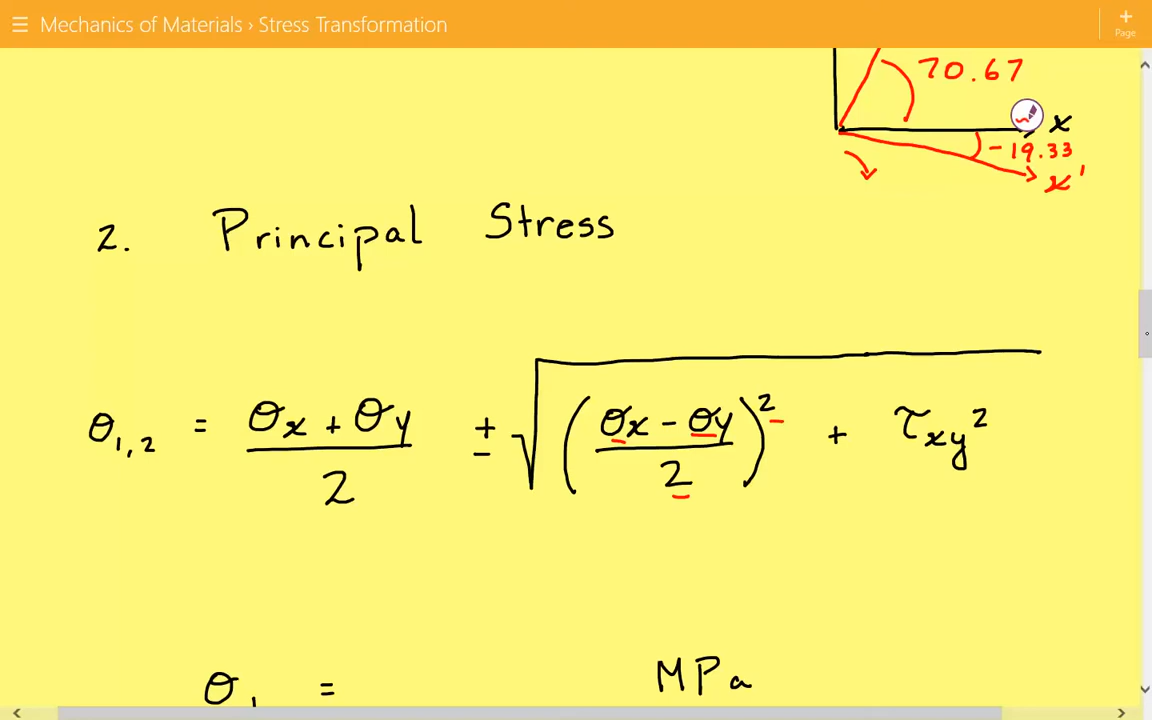 Mechanics of Materials › Stress Transformation
Page
70.67
x
-19.33
x'
2. Principal Stress
σ1,2 = σx + σy / 2 ± √((σx - σy / 2)² + τxy²)
σ1 = MPa